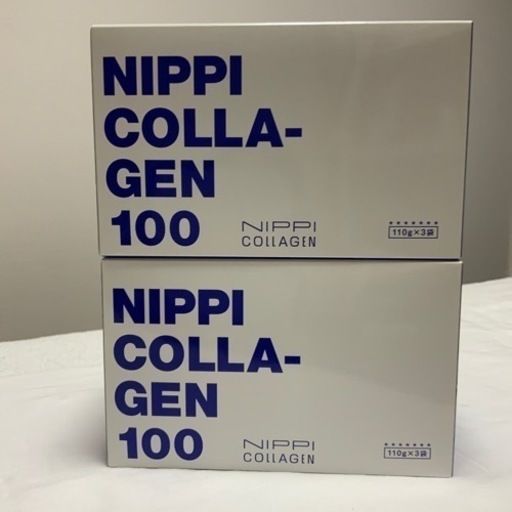 NIPPI
COLLA-
GEN
100
NIPPI
COLLAGEN
110g×3袋
NIPPI
COLLA-
GEN
100
NIPPI
COLLAGEN
110g×3袋